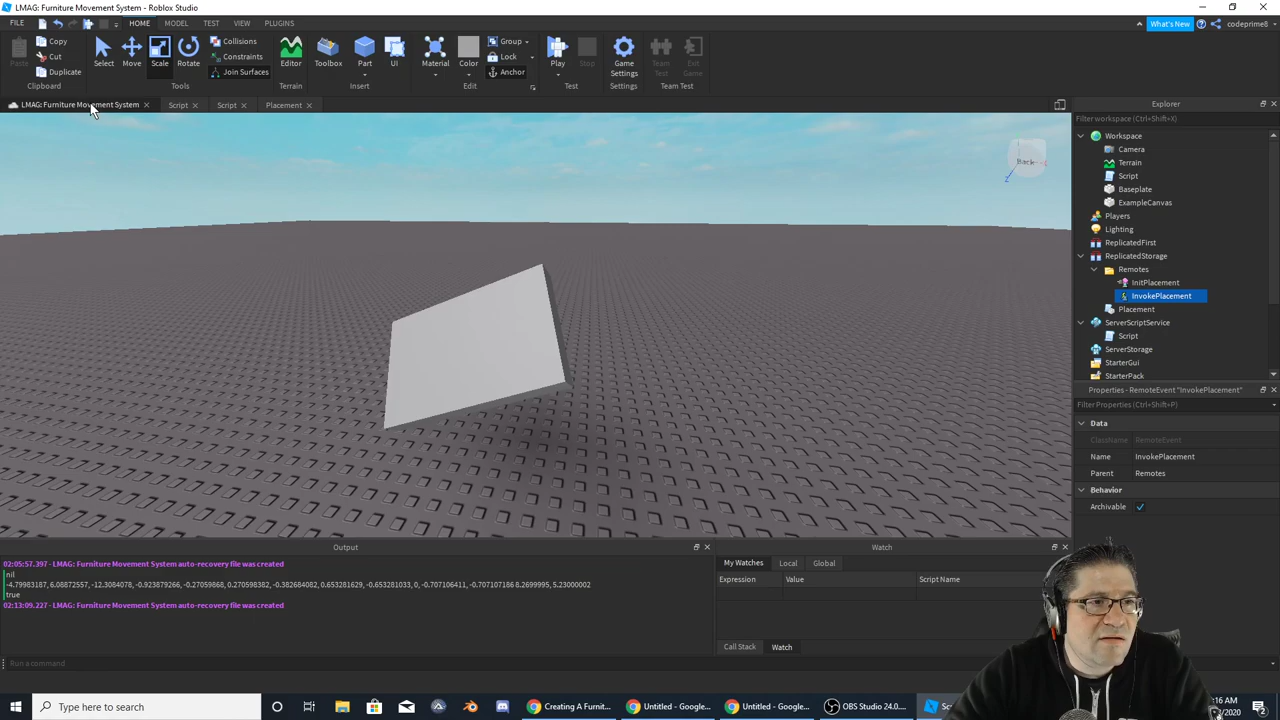 LMAG: Furniture Movement System - Roblox Studio
FILE HOME MODEL TEST VIEW PLUGINS What's New codeprime8
Paste Copy Cut Duplicate Select Move Scale Rotate Collisions Constraints Join Surfaces Editor Toolbox Part UI Material Color Group Lock Anchor Play Stop Game Settings Team Test Exit Game
Clipboard Tools Terrain Insert Edit Test Settings Team Test
LMAG: Furniture Movement System Script Script Placement
Explorer
Filter workspace (Ctrl+Shift+X)
Workspace
Camera
Terrain
Script
Baseplate
ExampleCanvas
Players
Lighting
ReplicatedFirst
ReplicatedStorage
Remotes
InitPlacement
InvokePlacement
Placement
ServerScriptService
Script
ServerStorage
StarterGui
StarterPack
Back
Properties - RemoteEvent "InvokePlacement"
Filter Properties (Ctrl+Shift+P)
Data
ClassName RemoteEvent
Name InvokePlacement
Parent Remotes
Behavior
Archivable
Output
02:05:57.397 - LMAG: Furniture Movement System auto-recovery file was created
nil
-4.79983187, 6.08872557, -12.3084078, -0.923879266, -0.27059868, 0.270598382, -0.382684082, 0.653281629, -0.653281033, 0, -0.707106411, -0.707107186 8.2699995, 5.23000002
true
02:13:09.227 - LMAG: Furniture Movement System auto-recovery file was created
Watch
My Watches Local Global
Expression Value Script Name
Call Stack Watch
Run a command
Type here to search
Creating A Furnit... Untitled - Google... Untitled - Google... OBS Studio 24.0....